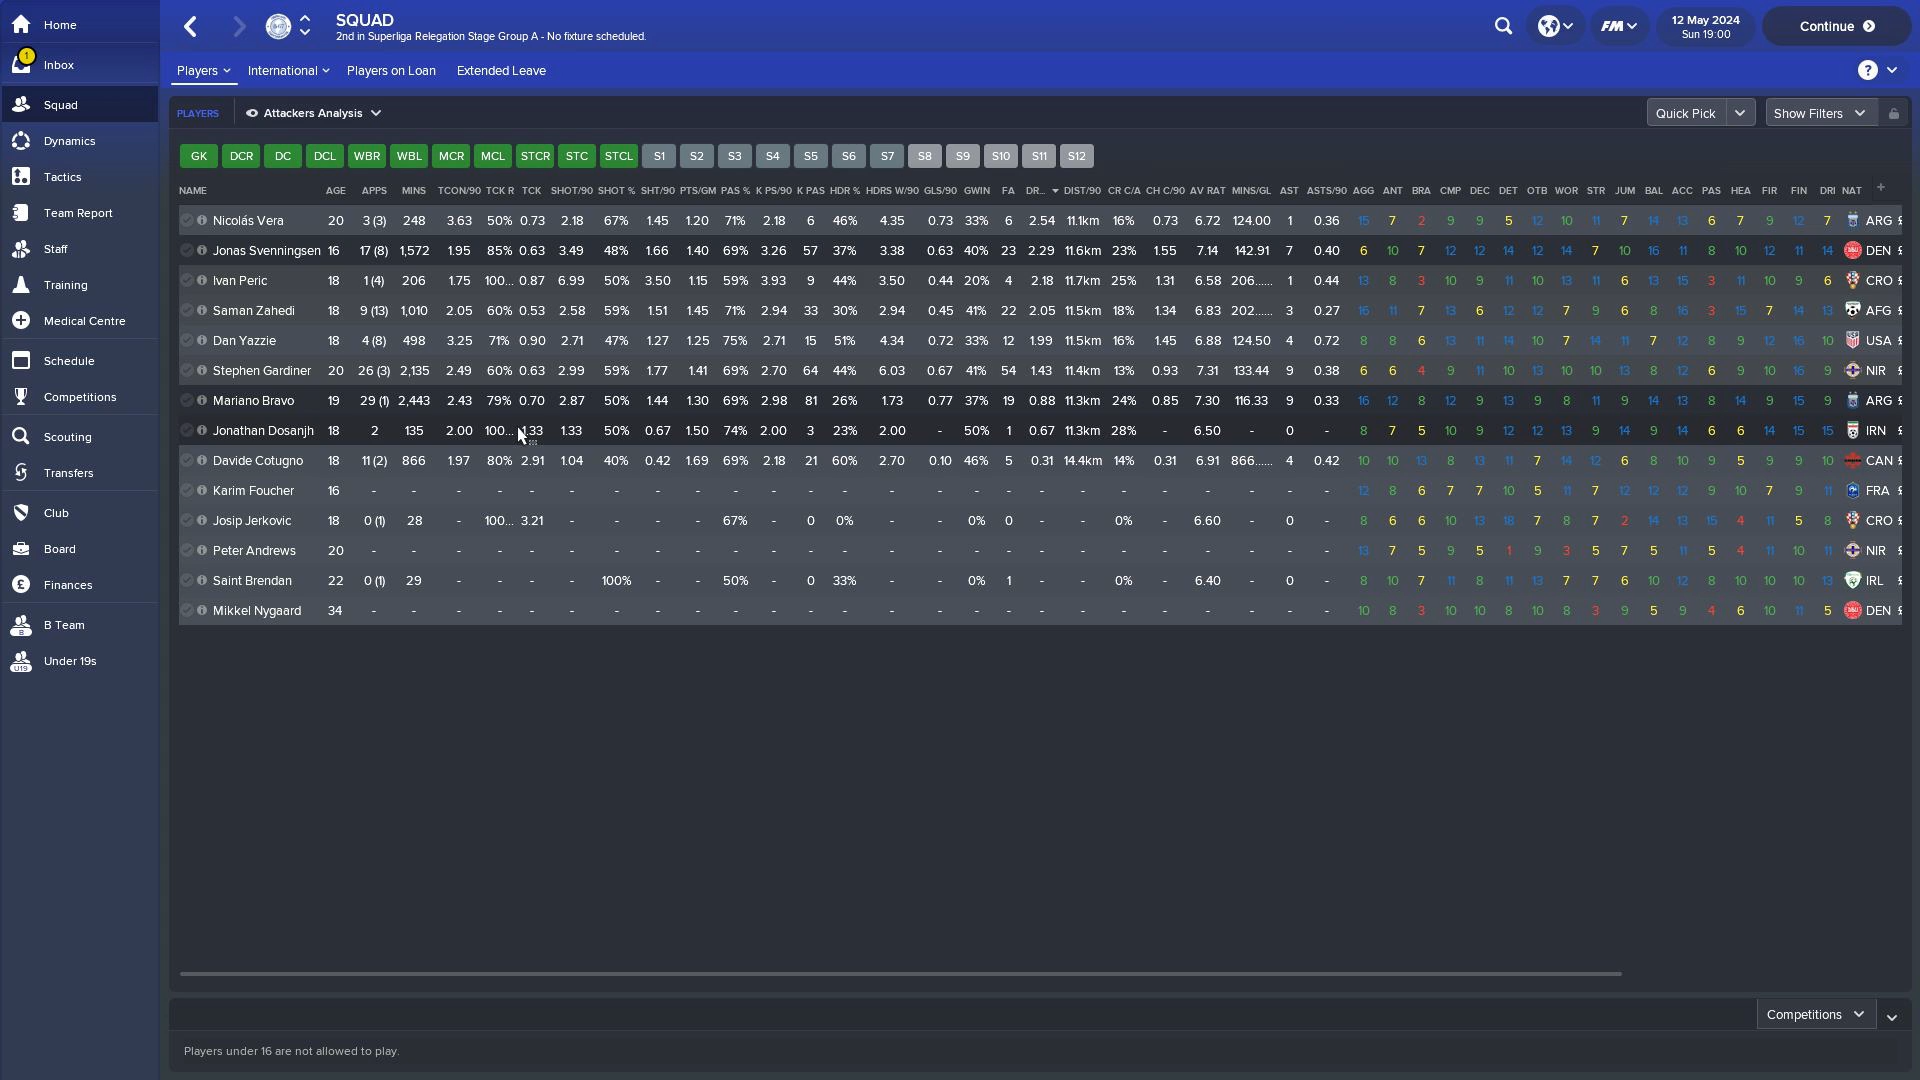 Home
Inbox
1
Squad
Dynamics
Tactics
Team Report
Staff
Training
Medical Centre
Schedule
Competitions
Scouting
Transfers
Club
Board
Finances
B Team
Under 19s
SQUAD
2nd in Superliga Relegation Stage Group A - No fixture scheduled.
FM
12 May 2024
Sun 19:00
Continue
Players International Players on Loan Extended Leave
PLAYERS Attackers Analysis Quick Pick Show Filters
GK DCR DC DCL WBR WBL MCR MCL STCR STC STCL S1 S2 S3 S4 S5 S6 S7 S8 S9 S10 S11 S12
NAME AGE APPS MINS TCON/90 TCK R TCK SHOT/90 SHOT % SHT/90 PTS/GM PAS % K PS/90 K PAS HDR % HDRS W/90 GLS/90 GWIN FA DR... DIST/90 CR C/A CH C/90 AV RAT MINS/GL AST ASTS/90 AGG ANT BRA CMP DEC DET OTB WOR STR JUM BAL ACC PAS HEA FIR FIN DRI NAT +
Nicolás Vera 20 3 (3) 248 3.63 50% 0.73 2.18 67% 1.45 1.20 71% 2.18 6 46% 4.35 0.73 33% 6 2.54 11.1km 16% 0.73 6.72 124.00 1 0.36 15 7 2 9 9 5 12 10 11 7 14 13 6 7 9 12 7 ARG £
Jonas Svenningsen 16 17 (8) 1,572 1.95 85% 0.63 3.49 48% 1.66 1.40 69% 3.26 57 37% 3.38 0.63 40% 23 2.29 11.6km 23% 1.55 7.14 142.91 7 0.40 6 10 7 12 12 14 12 14 7 10 16 11 8 10 12 11 14 DEN £
Ivan Peric 18 1 (4) 206 1.75 100... 0.87 6.99 50% 3.50 1.15 59% 3.93 9 44% 3.50 0.44 20% 4 2.18 11.7km 25% 1.31 6.58 206...... 1 0.44 13 8 3 10 9 11 10 13 11 6 13 15 3 11 10 9 6 CRO £
Saman Zahedi 18 9 (13) 1,010 2.05 60% 0.53 2.58 59% 1.51 1.45 71% 2.94 33 30% 2.94 0.45 41% 22 2.05 11.5km 18% 1.34 6.83 202...... 3 0.27 16 11 7 13 6 12 12 7 9 6 8 16 3 15 7 14 13 AFG £
Dan Yazzie 18 4 (8) 498 3.25 71% 0.90 2.71 47% 1.27 1.25 75% 2.71 15 51% 4.34 0.72 33% 12 1.99 11.5km 16% 1.45 6.88 124.50 4 0.72 8 8 6 13 11 14 10 7 14 11 7 12 8 9 12 16 10 USA £
Stephen Gardiner 20 26 (3) 2,135 2.49 60% 0.63 2.99 59% 1.77 1.41 69% 2.70 64 44% 6.03 0.67 41% 54 1.43 11.4km 13% 0.93 7.31 133.44 9 0.38 6 6 4 9 11 10 13 10 10 13 8 12 6 9 10 16 9 NIR £
Mariano Bravo 19 29 (1) 2,443 2.43 79% 0.70 2.87 50% 1.44 1.30 69% 2.98 81 26% 1.73 0.77 37% 19 0.88 11.3km 24% 0.85 7.30 116.33 9 0.33 16 12 8 12 9 13 9 8 11 9 14 13 8 14 9 15 9 ARG £
Jonathan Dosanjh 18 2 135 2.00 100... 1.33 1.33 50% 0.67 1.50 74% 2.00 3 23% 2.00 - 50% 1 0.67 11.3km 28% - 6.50 - 0 - 8 7 5 10 9 12 12 13 9 14 9 14 6 6 14 15 15 IRN £
Davide Cotugno 18 11 (2) 866 1.97 80% 2.91 1.04 40% 0.42 1.69 69% 2.18 21 60% 2.70 0.10 46% 5 0.31 14.4km 14% 0.31 6.91 866...... 4 0.42 10 10 13 8 13 11 7 14 12 6 8 10 9 5 9 9 10 CAN £
Karim Foucher 16 - - - - - - - - - - - - - - - - - - - - - - - - - 12 8 6 7 7 10 5 11 7 12 12 12 9 10 7 9 11 FRA £
Josip Jerkovic 18 0 (1) 28 - 100... 3.21 - - - - 67% - 0 0% - - 0% 0 - - 0% - 6.60 - 0 - 8 6 6 10 13 18 7 8 7 2 14 13 15 4 11 5 8 CRO £
Peter Andrews 20 - - - - - - - - - - - - - - - - - - - - - - - - - 13 7 5 9 5 1 9 3 5 7 5 11 5 4 11 10 11 NIR £
Saint Brendan 22 0 (1) 29 - - - - 100% - - 50% - 0 33% - - 0% 1 - - 0% - 6.40 - 0 - 8 10 7 11 8 11 13 7 7 6 10 12 8 10 10 10 13 IRL £
Mikkel Nygaard 34 - - - - - - - - - - - - - - - - - - - - - - - - - 10 8 3 10 10 8 10 8 3 9 5 9 4 6 10 11 5 DEN £
Competitions
Players under 16 are not allowed to play.